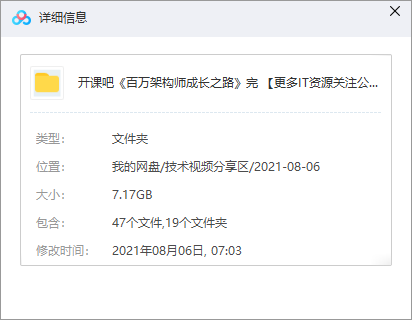 详细信息
开课吧《百万架构师成长之路》完 【更多IT资源关注公...
类型： 文件夹
位置： 我的网盘/技术视频分享区/2021-08-06
大小： 7.17GB
包含： 47个文件,19个文件夹
修改时间： 2021年08月06日, 07:03